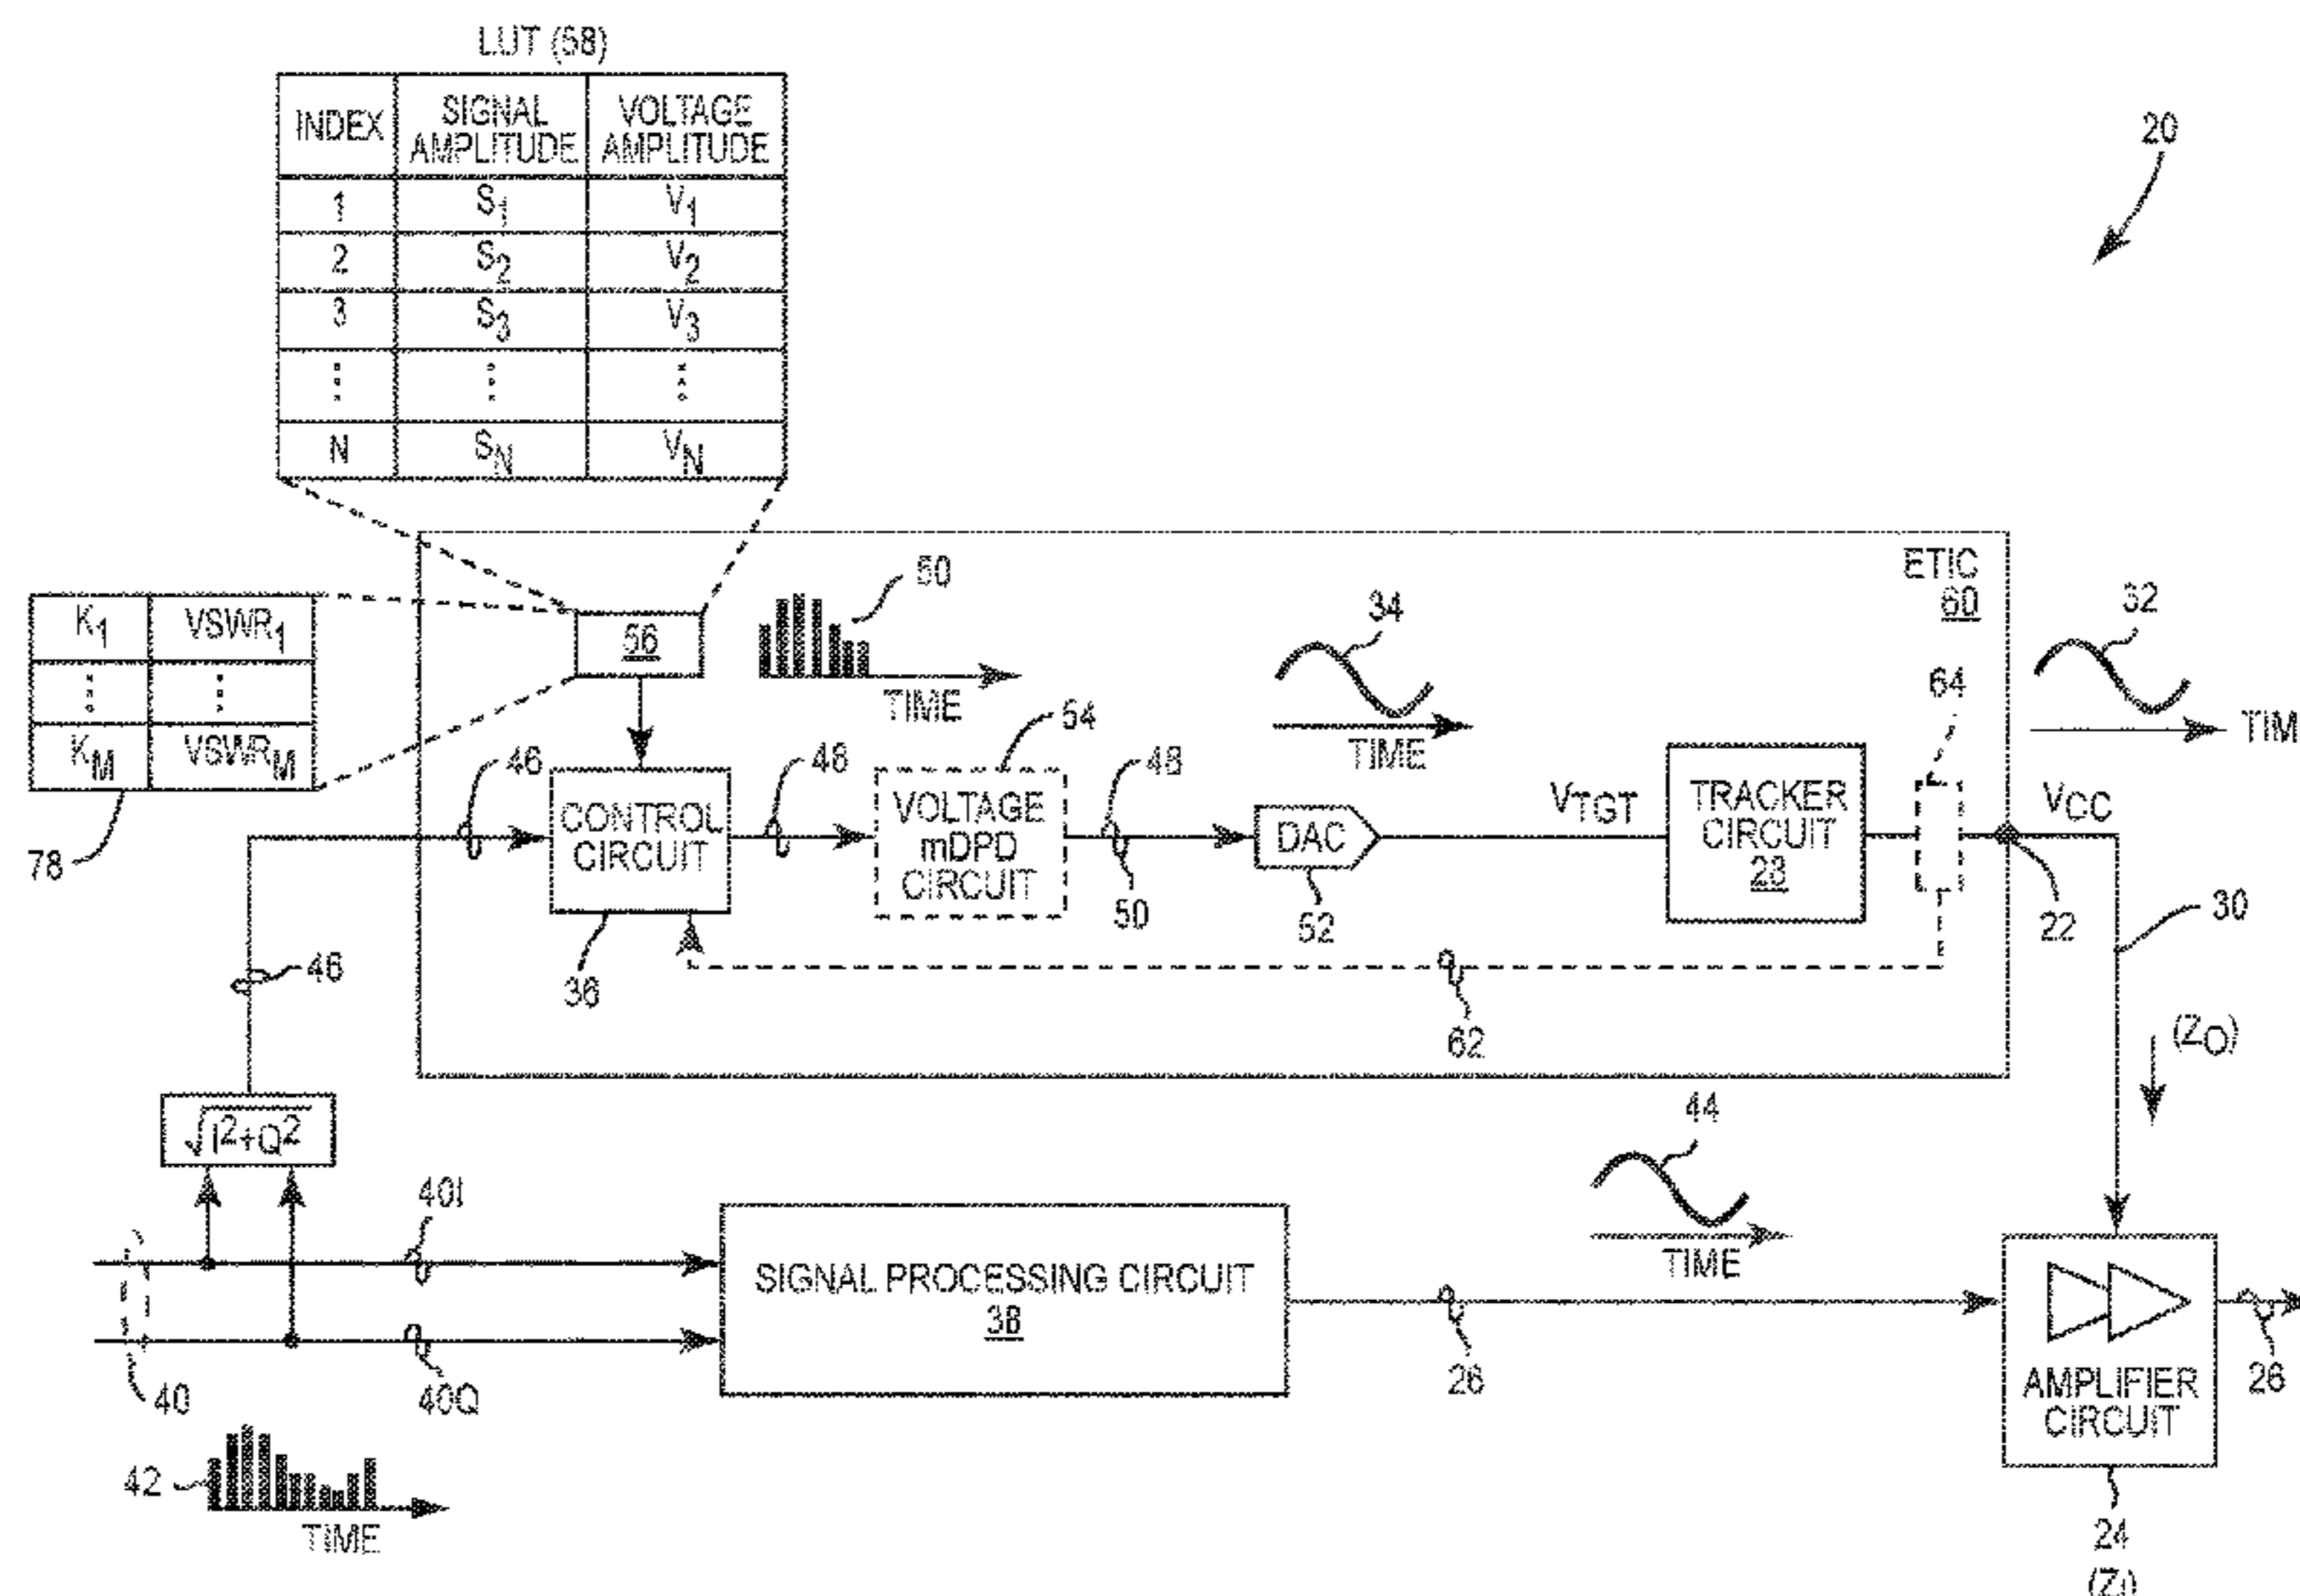 LUT (58)
INDEX
SIGNAL
AMPLITUDE
VOLTAGE
AMPLITUDE
1 S1 V1
2 S2 V2
3 S3 V3
N SN VN
20
K1 VSWR1
KM VSWRM
78
56
50
TIME
34
TIME
ETIC
60
32
TIM
64
54
46
CONTROL
CIRCUIT
36
48
VOLTAGE
mDPD
CIRCUIT
48
50
DAC
52
VTGT
TRACKER
CIRCUIT
28
VCC
22
30
62
(ZO)
46
√I2+Q2
40I
40Q
40
42
TIME
SIGNAL PROCESSING CIRCUIT
38
44
TIME
26
AMPLIFIER
CIRCUIT
26
24